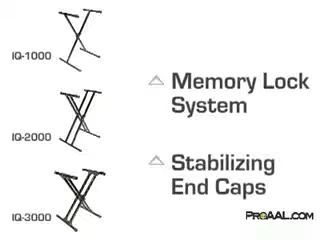 IQ-1000
Memory Lock
System
IQ-2000
Stabilizing
End Caps
IQ-3000
PROAAL.COM